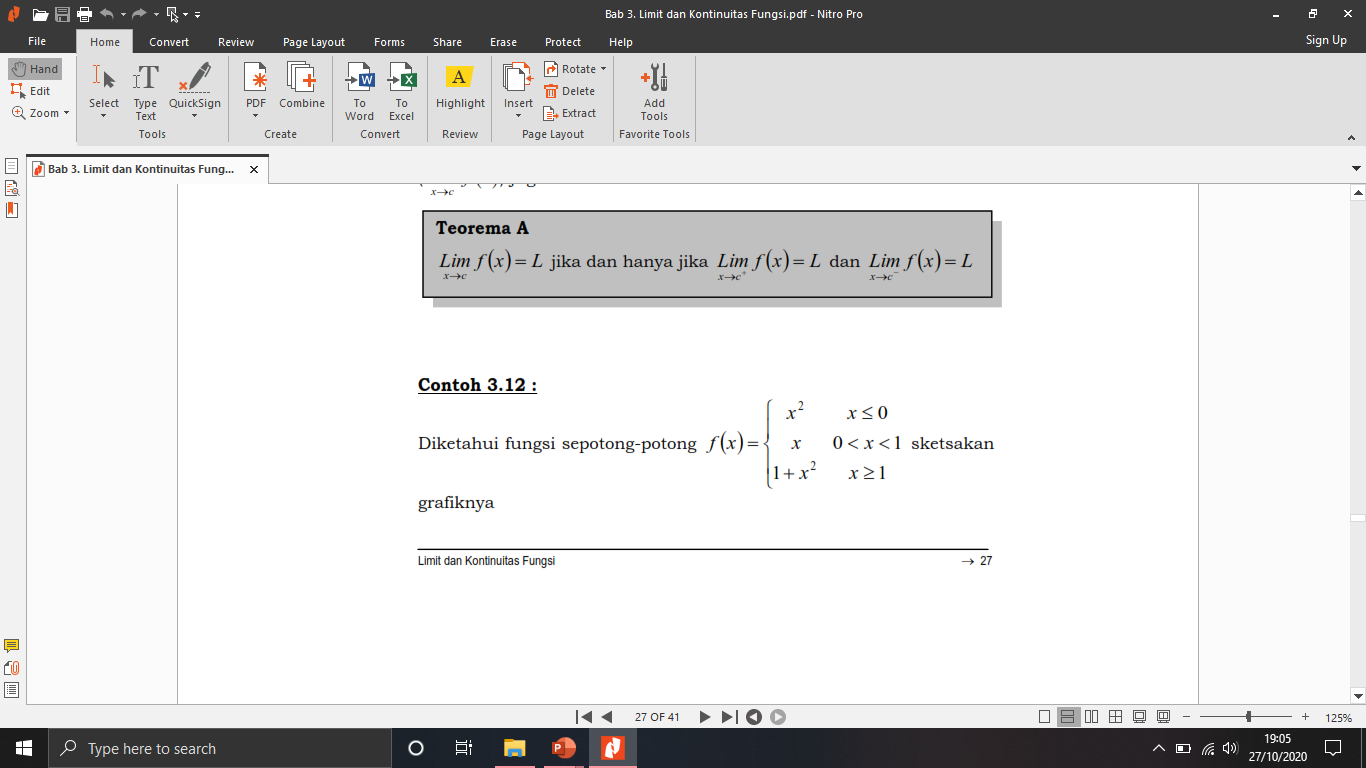 Bab 3. Limit dan Kontinuitas Fungsi.pdf - Nitro Pro
File Home Convert Review Page Layout Forms Share Erase Protect Help Sign Up
Hand
Edit
Zoom
Select
Type Text
QuickSign
Tools
PDF
Combine
Create
To Word
To Excel
Convert
A
Highlight
Review
Insert
Rotate
Delete
Extract
Page Layout
Add Tools
Favorite Tools
Bab 3. Limit dan Kontinuitas Fung...
x→c
Teorema A
Lim f(x) = L jika dan hanya jika Lim f(x) = L dan Lim f(x) = L
x→c x→c⁺ x→c⁻
Contoh 3.12 :
x² x ≤ 0
Diketahui fungsi sepotong-potong f(x) = { x 0 < x < 1 sketsakan
1 + x² x ≥ 1
grafiknya
Limit dan Kontinuitas Fungsi → 27
27 OF 41
125%
Type here to search
19:05
27/10/2020